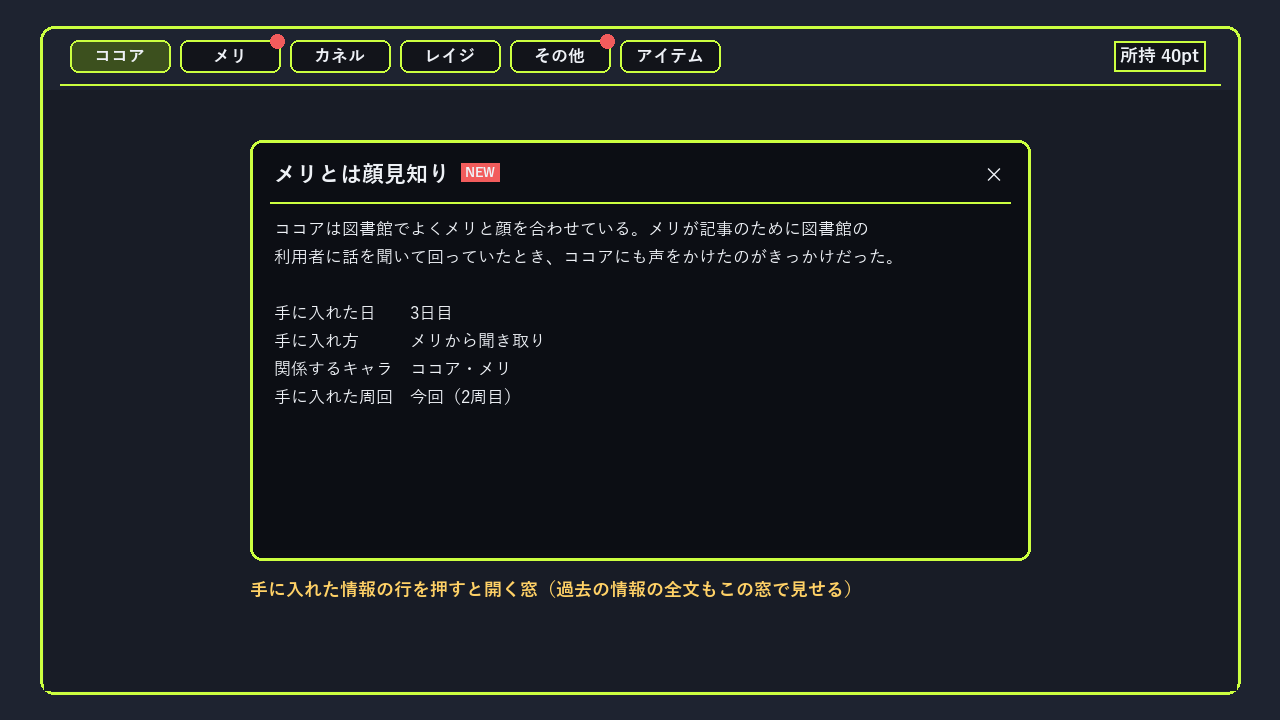 ココア メリ カネル レイジ その他 アイテム 所持 40pt
メリとは顔見知り NEW ×
ココアは図書館でよくメリと顔を合わせている。メリが記事のために図書館の
利用者に話を聞いて回っていたとき、ココアにも声をかけたのがきっかけだった。
手に入れた日 3日目
手に入れ方 メリから聞き取り
関係するキャラ ココア・メリ
手に入れた周回 今回（2周目）
手に入れた情報の行を押すと開く窓（過去の情報の全文もこの窓で見せる）